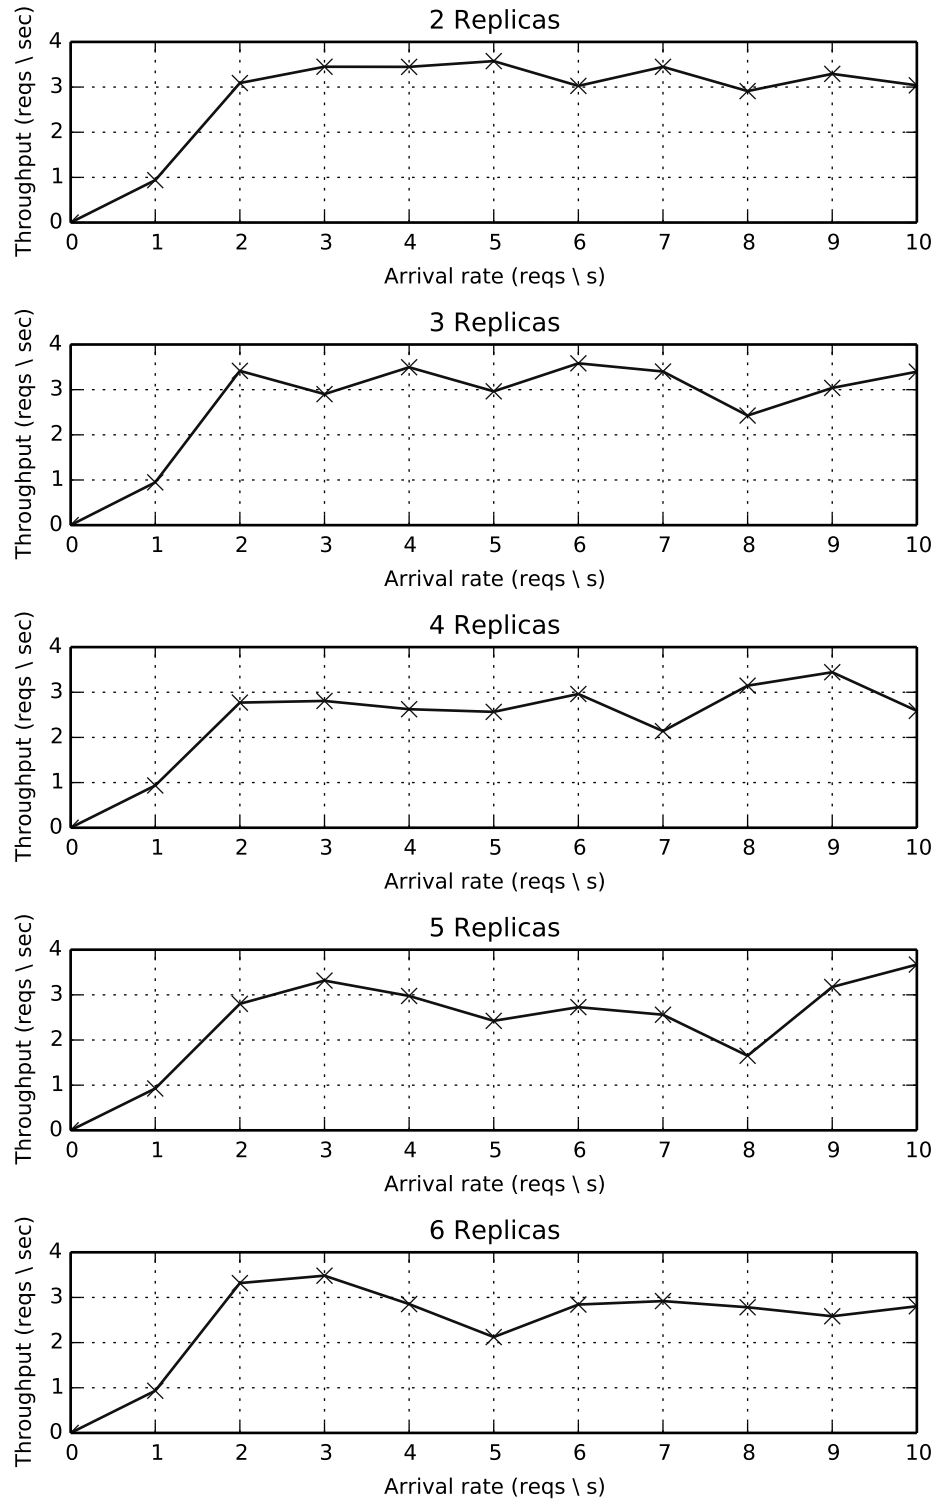 2 Replicas
Throughput (reqs \ sec)
4
3
2
1
0
0 1 2 3 4 5 6 7 8 9 10
Arrival rate (reqs \ s)
3 Replicas
Throughput (reqs \ sec)
4
3
2
1
0
0 1 2 3 4 5 6 7 8 9 10
Arrival rate (reqs \ s)
4 Replicas
Throughput (reqs \ sec)
4
3
2
1
0
0 1 2 3 4 5 6 7 8 9 10
Arrival rate (reqs \ s)
5 Replicas
Throughput (reqs \ sec)
4
3
2
1
0
0 1 2 3 4 5 6 7 8 9 10
Arrival rate (reqs \ s)
6 Replicas
Throughput (reqs \ sec)
4
3
2
1
0
0 1 2 3 4 5 6 7 8 9 10
Arrival rate (reqs \ s)